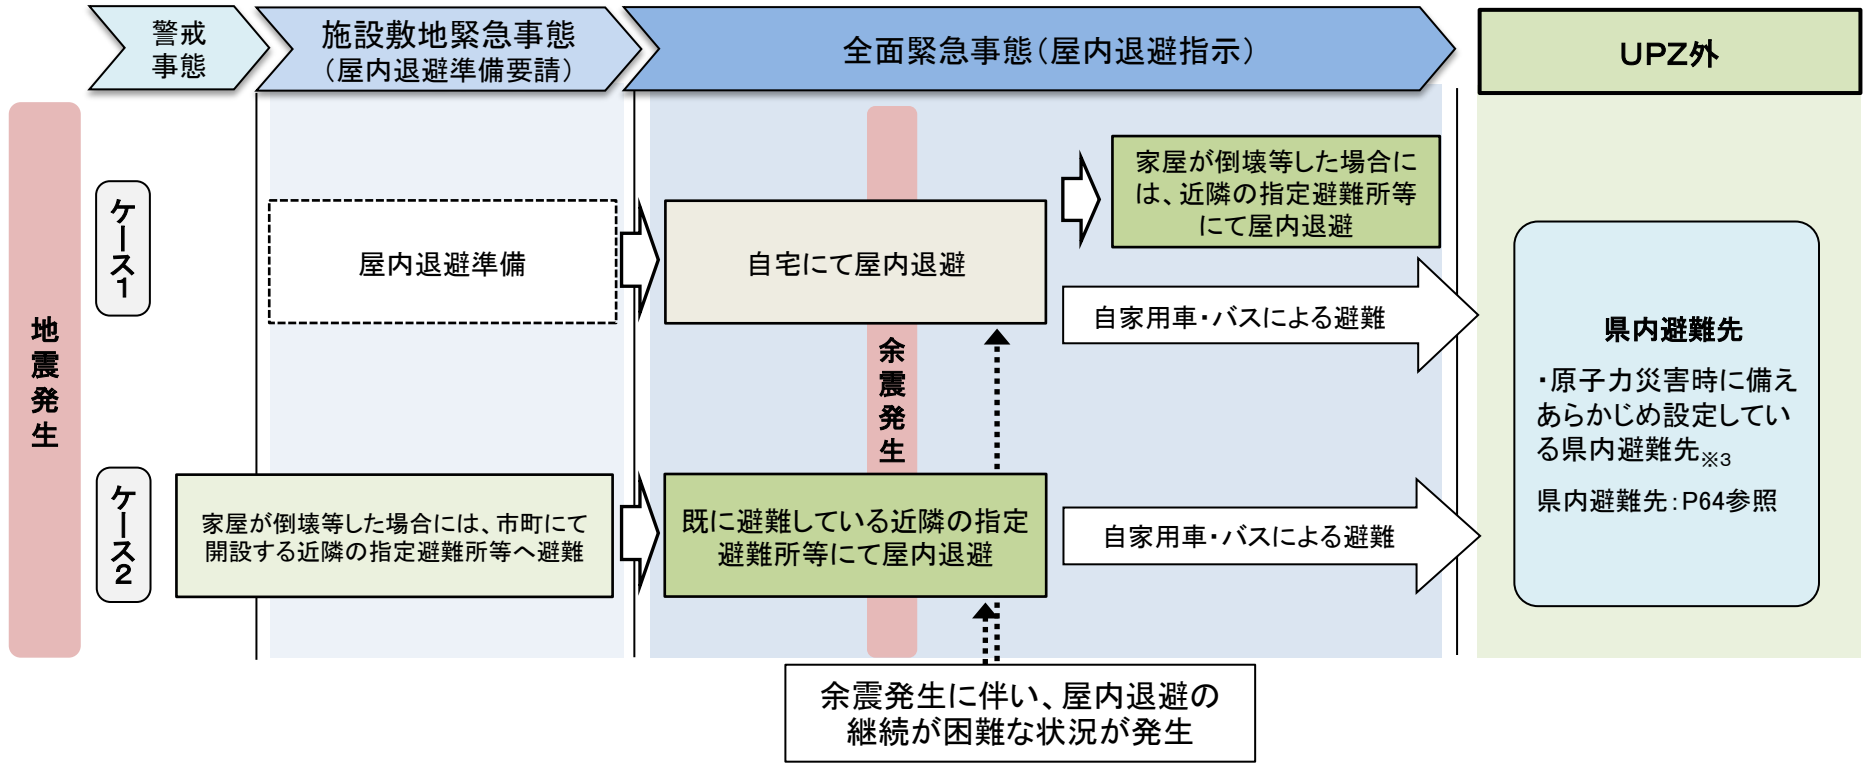 警戒
事態
施設敷地緊急事態
（屋内退避準備要請）
全面緊急事態（屋内退避指示）
UPZ外
地震発生
ケース1
屋内退避準備
自宅にて屋内退避
家屋が倒壊等した場合に
は、近隣の指定避難所等
にて屋内退避
自家用車・バスによる避難
余震発生
ケース2
家屋が倒壊等した場合には、市町にて
開設する近隣の指定避難所等へ避難
既に避難している近隣の指定
避難所等にて屋内退避
自家用車・バスによる避難
県内避難先
・原子力災害時に備え
あらかじめ設定してい
る県内避難先※3
県内避難先：P64参照
余震発生に伴い、屋内退避の
継続が困難な状況が発生